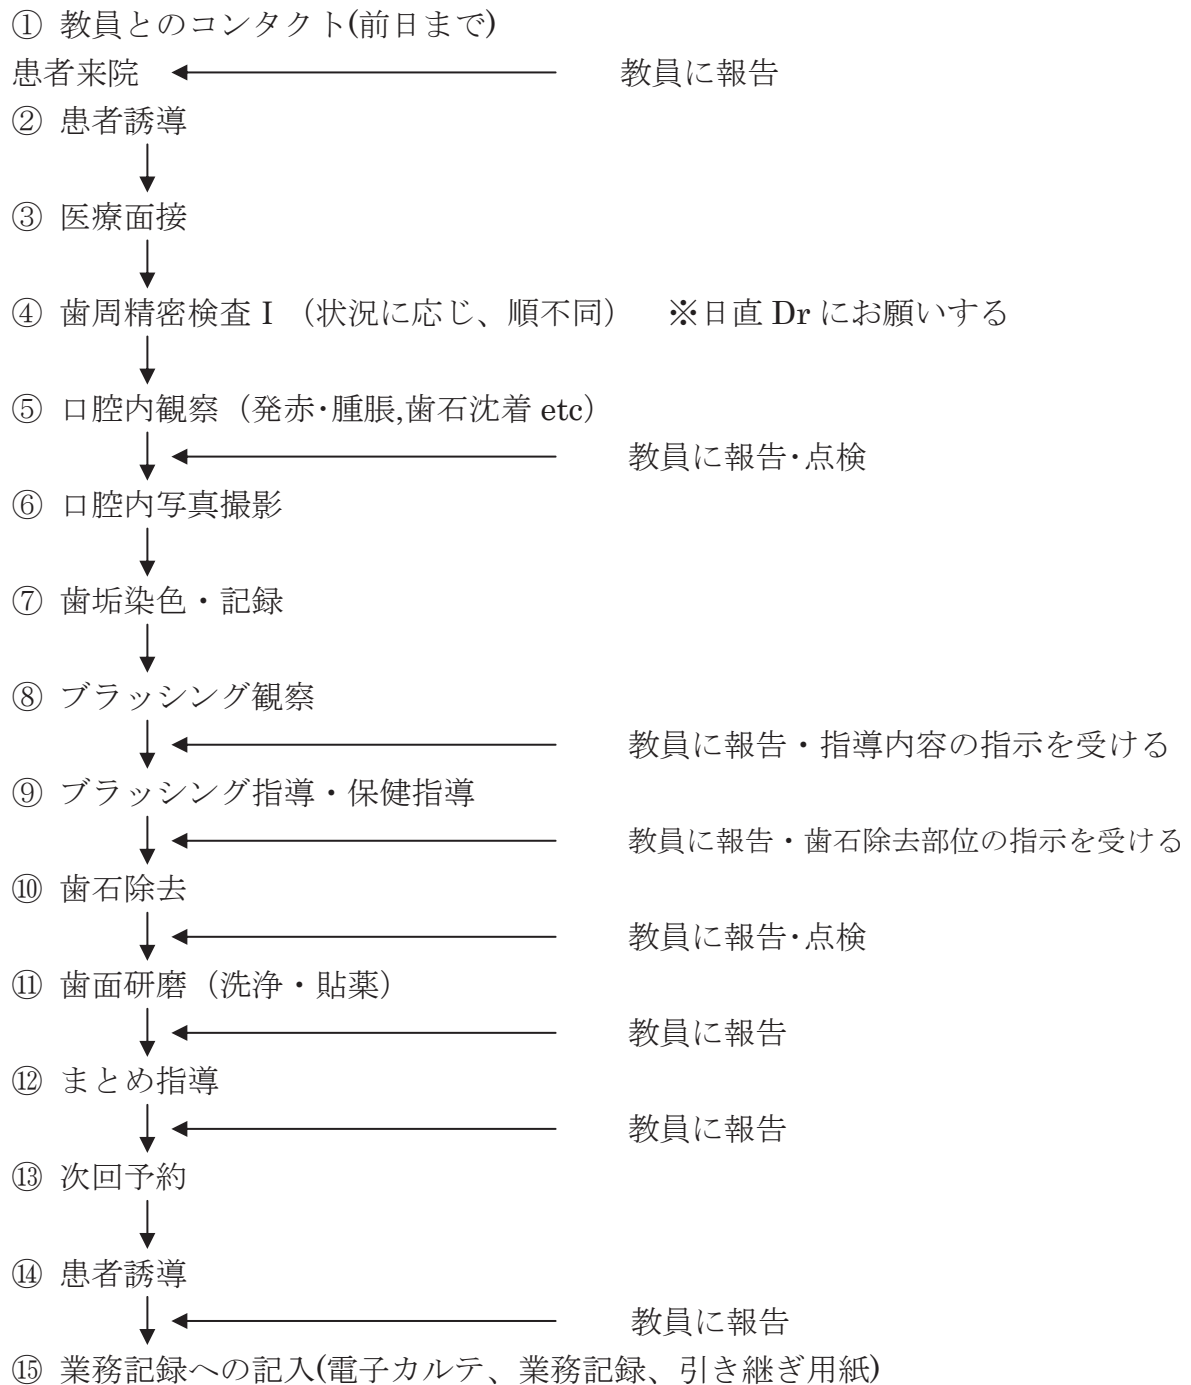 ① 教員とのコンタクト(前日まで)
患者来院 教員に報告
② 患者誘導
③ 医療面接
④ 歯周精密検査Ⅰ（状況に応じ、順不同） ※日直 Dr にお願いする
⑤ 口腔内観察（発赤･腫脹,歯石沈着 etc）
教員に報告･点検
⑥ 口腔内写真撮影
⑦ 歯垢染色・記録
⑧ ブラッシング観察
教員に報告・指導内容の指示を受ける
⑨ ブラッシング指導・保健指導
教員に報告・歯石除去部位の指示を受ける
⑩ 歯石除去
教員に報告･点検
⑪ 歯面研磨（洗浄・貼薬）
教員に報告
⑫ まとめ指導
教員に報告
⑬ 次回予約
⑭ 患者誘導
教員に報告
⑮ 業務記録への記入(電子カルテ、業務記録、引き継ぎ用紙)